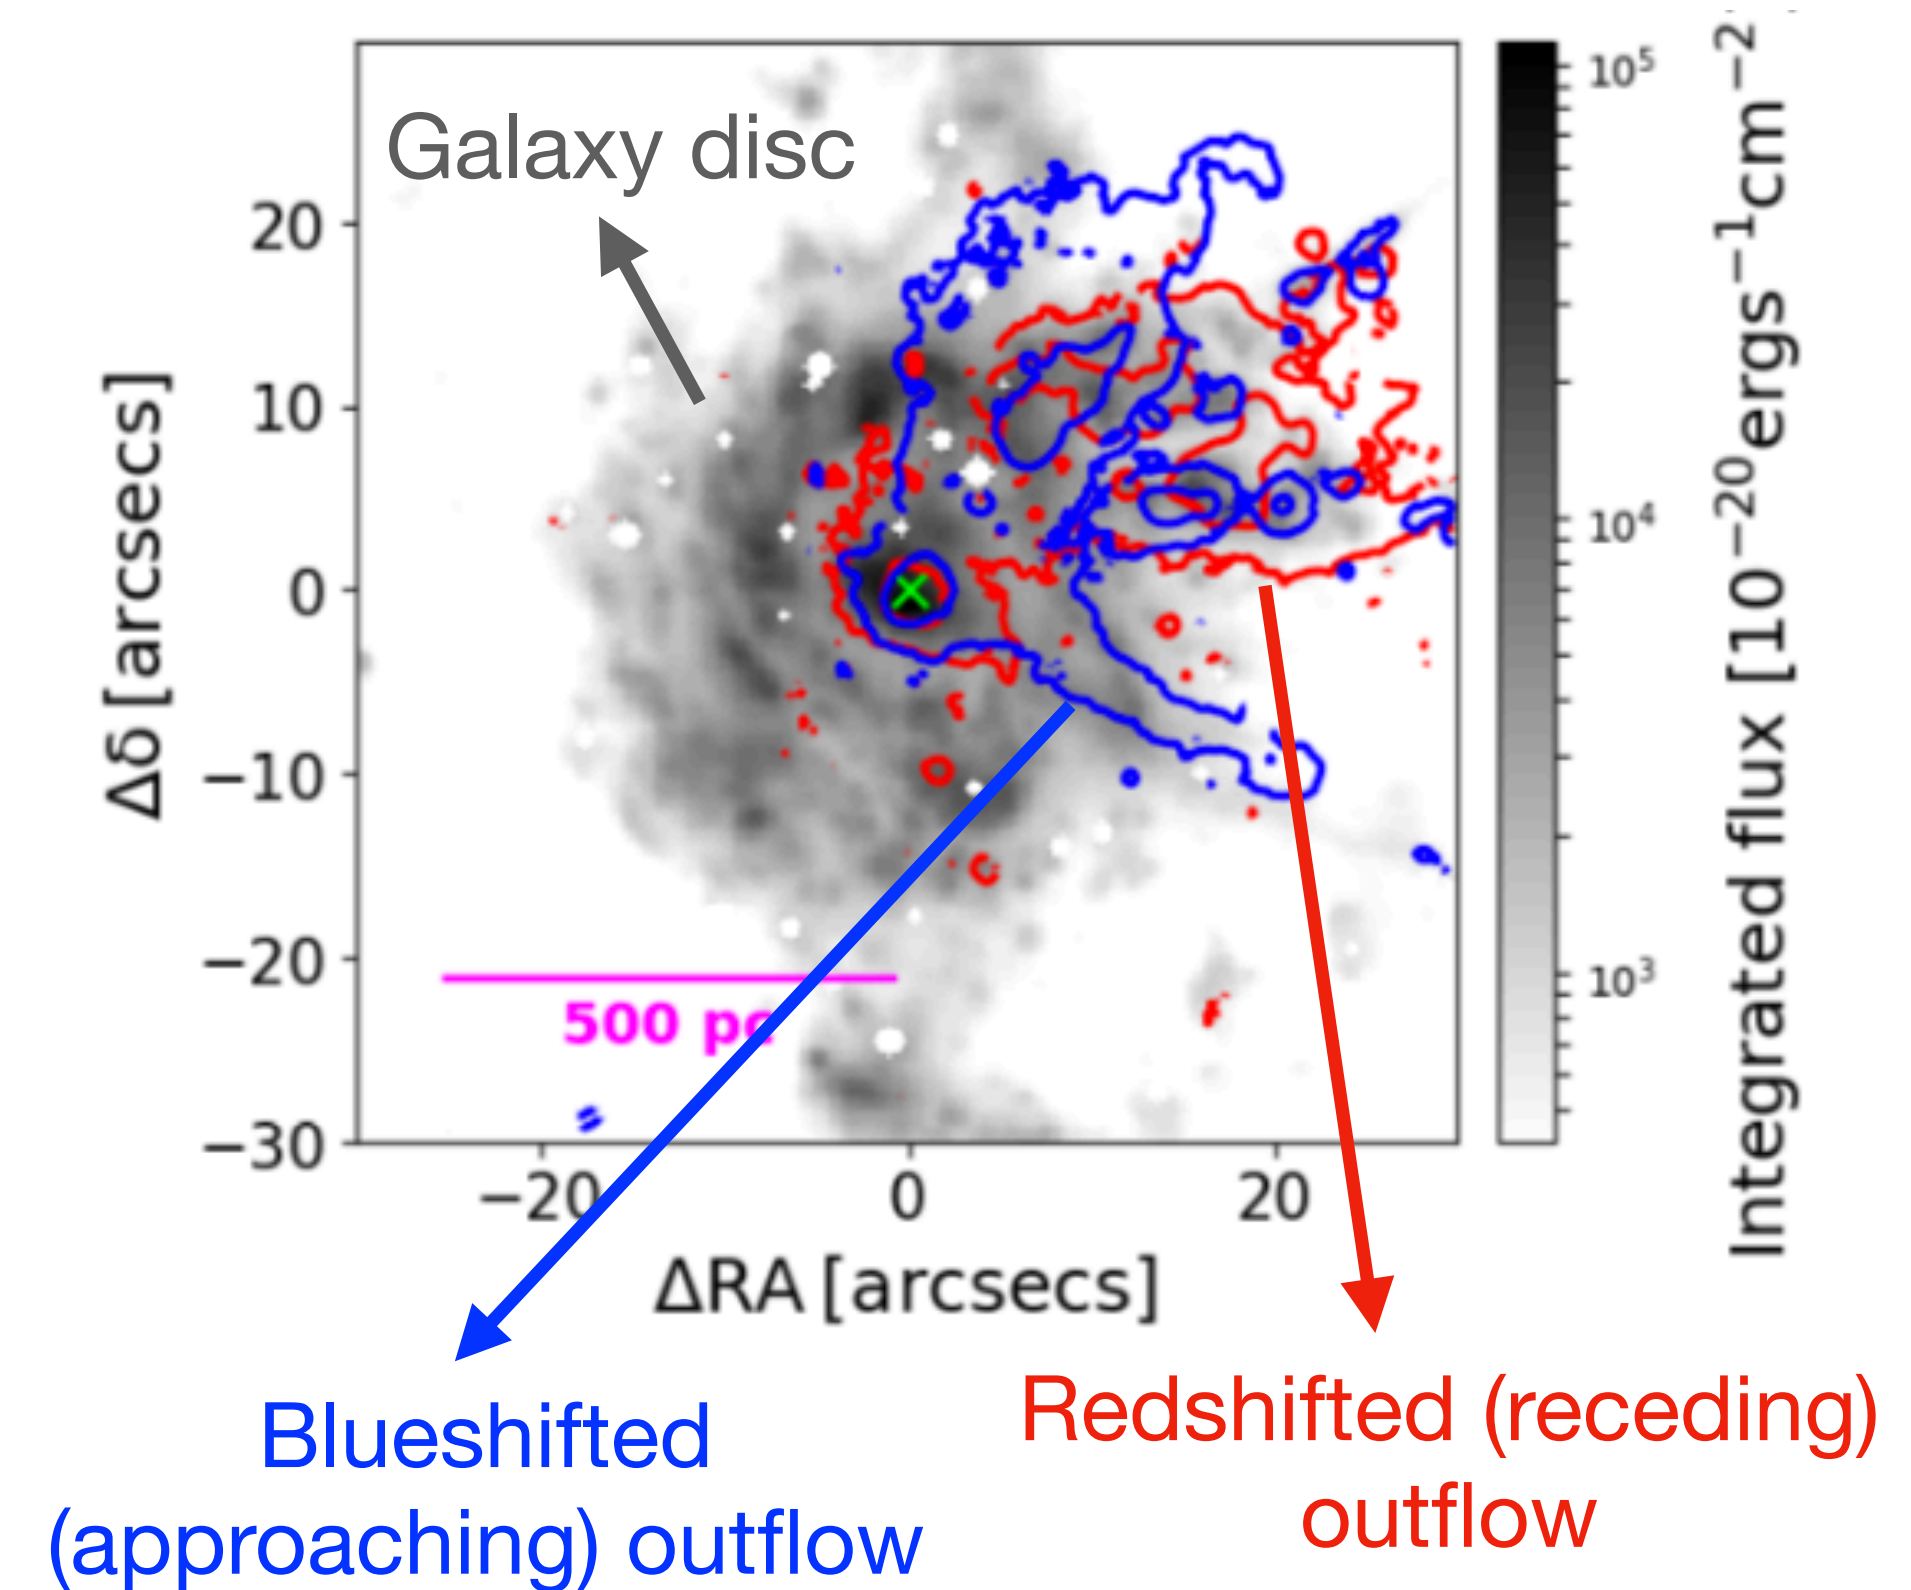 Galaxy disc
20
10
0
−10
−20
−30
Δδ [arcsecs]
500 pc
−20
0
20
ΔRA [arcsecs]
10⁵
10⁴
10³
Integrated flux [10⁻²⁰ergs⁻¹cm⁻²
Blueshifted
(approaching) outflow
Redshifted (receding)
outflow